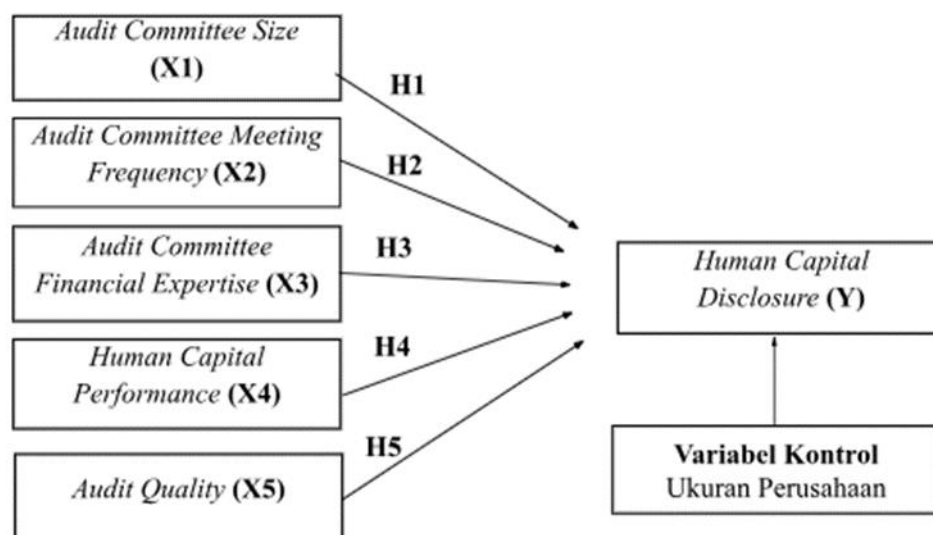 Audit Committee Size
(X1)
H1
Audit Committee Meeting
Frequency (X2)
H2
Audit Committee
Financial Expertise (X3)
H3
Human Capital
Performance (X4)
H4
Audit Quality (X5)
H5
Human Capital
Disclosure (Y)
Variabel Kontrol
Ukuran Perusahaan